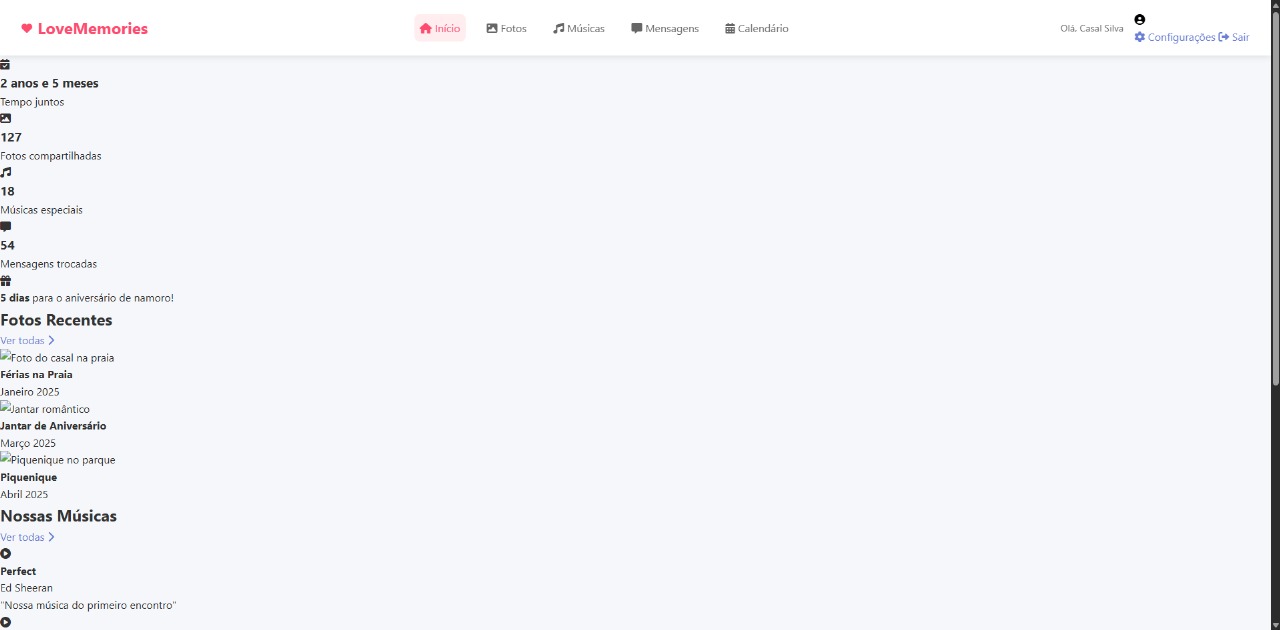 LoveMemories
Início
Fotos
Músicas
Mensagens
Calendário
Olá, Casal Silva
Configurações
Sair
2 anos e 5 meses
Tempo juntos
127
Fotos compartilhadas
18
Músicas especiais
54
Mensagens trocadas
5 dias para o aniversário de namoro!
Fotos Recentes
Ver todas
Foto do casal na praia
Férias na Praia
Janeiro 2025
Jantar romântico
Jantar de Aniversário
Março 2025
Piquenique no parque
Piquenique
Abril 2025
Nossas Músicas
Ver todas
Perfect
Ed Sheeran
"Nossa música do primeiro encontro"